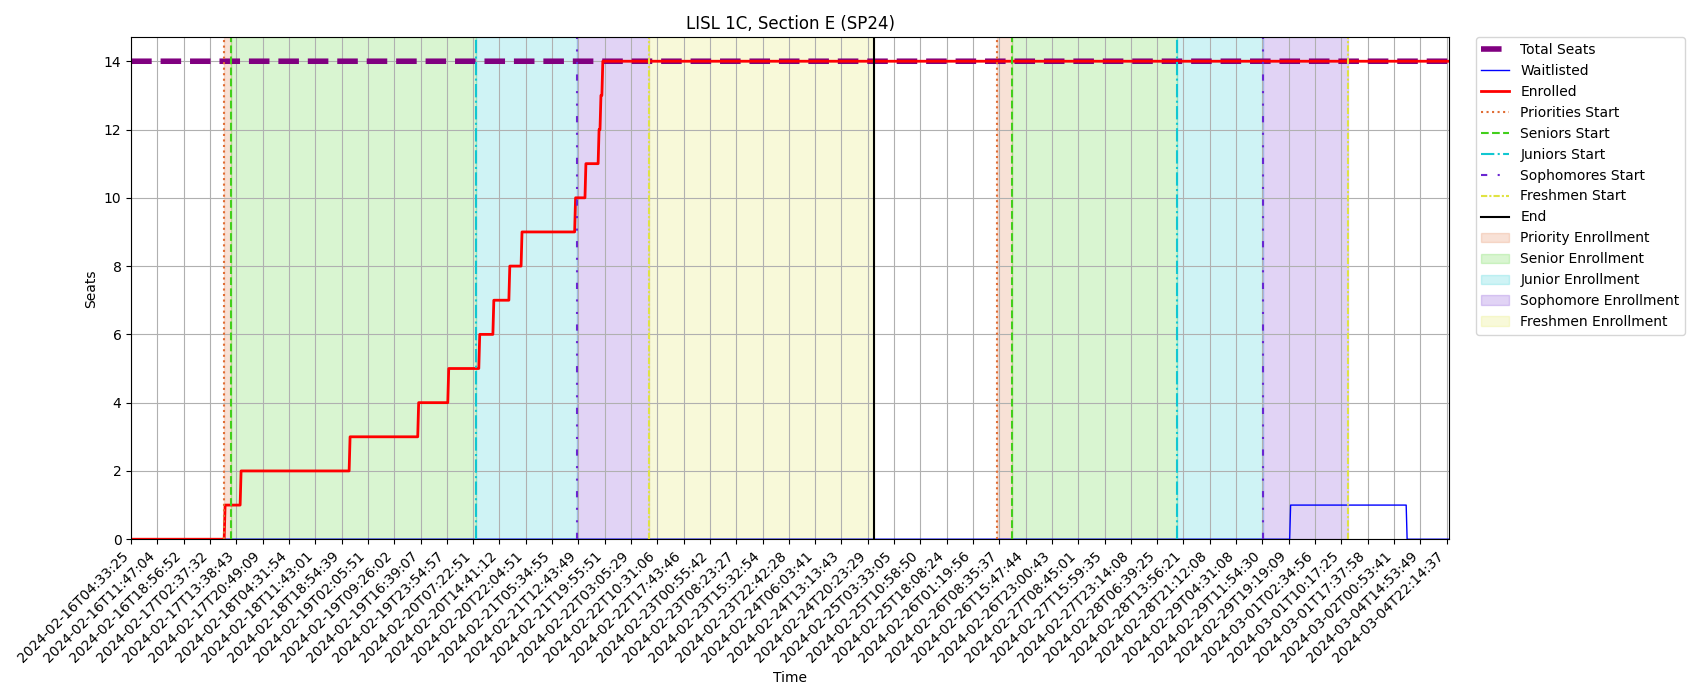 LISL 1C, Section E (SP24)
Total Seats
Waitlisted
Enrolled
Priorities Start
Seniors Start
Juniors Start
Sophomores Start
Freshmen Start
End
Priority Enrollment
Senior Enrollment
Junior Enrollment
Sophomore Enrollment
Freshmen Enrollment
Seats
14
12
10
8
6
4
2
0
2024-02-16T04:33:25
2024-02-16T11:47:04
2024-02-16T18:56:52
2024-02-17T02:37:32
2024-02-17T13:38:43
2024-02-17T20:49:09
2024-02-18T04:31:54
2024-02-18T11:43:01
2024-02-18T18:54:39
2024-02-19T02:05:51
2024-02-19T09:26:02
2024-02-19T16:39:07
2024-02-19T23:54:57
2024-02-20T07:22:51
2024-02-20T14:41:12
2024-02-20T22:04:51
2024-02-21T05:34:55
2024-02-21T12:43:49
2024-02-21T19:55:51
2024-02-22T03:05:29
2024-02-22T10:31:06
2024-02-22T17:43:46
2024-02-23T00:55:42
2024-02-23T08:23:27
2024-02-23T15:32:54
2024-02-23T22:42:28
2024-02-24T06:03:41
2024-02-24T13:13:43
2024-02-24T20:23:29
2024-02-25T03:33:05
2024-02-25T10:58:50
2024-02-25T18:08:24
2024-02-26T01:19:56
2024-02-26T08:35:37
2024-02-26T15:47:44
2024-02-26T23:00:43
2024-02-27T08:45:01
2024-02-27T15:59:35
2024-02-27T23:14:08
2024-02-28T06:39:25
2024-02-28T13:56:21
2024-02-28T21:12:08
2024-02-29T04:31:08
2024-02-29T11:54:30
2024-02-29T19:19:09
2024-03-01T02:34:56
2024-03-01T10:17:25
2024-03-01T17:37:58
2024-03-02T00:53:41
2024-03-04T14:53:49
2024-03-04T22:14:37
Time